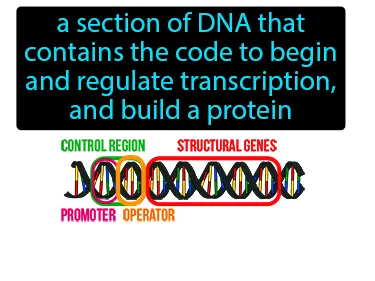 a section of DNA that
contains the code to begin
and regulate transcription,
and build a protein
CONTROL REGION STRUCTURAL GENES
PROMOTER OPERATOR